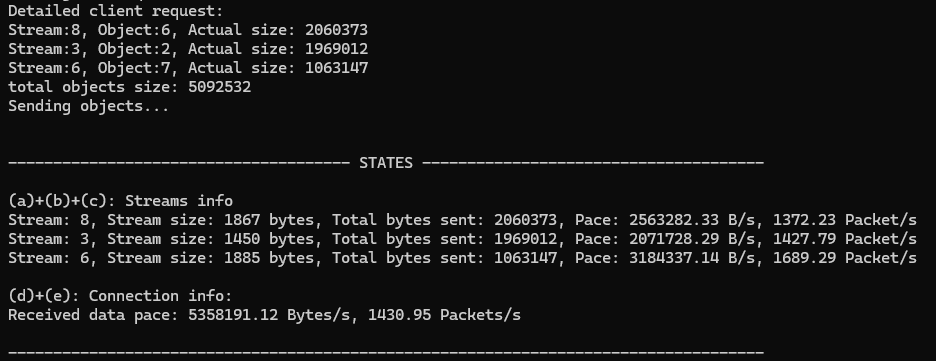 Detailed client request:
Stream:8, Object:6, Actual size: 2060373
Stream:3, Object:2, Actual size: 1969012
Stream:6, Object:7, Actual size: 1063147
total objects size: 5092532
Sending objects...
-------------------------------------- STATES --------------------------------------
(a)+(b)+(c): Streams info
Stream: 8, Stream size: 1867 bytes, Total bytes sent: 2060373, Pace: 2563282.33 B/s, 1372.23 Packet/s
Stream: 3, Stream size: 1450 bytes, Total bytes sent: 1969012, Pace: 2071728.29 B/s, 1427.79 Packet/s
Stream: 6, Stream size: 1885 bytes, Total bytes sent: 1063147, Pace: 3184337.14 B/s, 1689.29 Packet/s
(d)+(e): Connection info:
Received data pace: 5358191.12 Bytes/s, 1430.95 Packets/s
------------------------------------------------------------------------------------